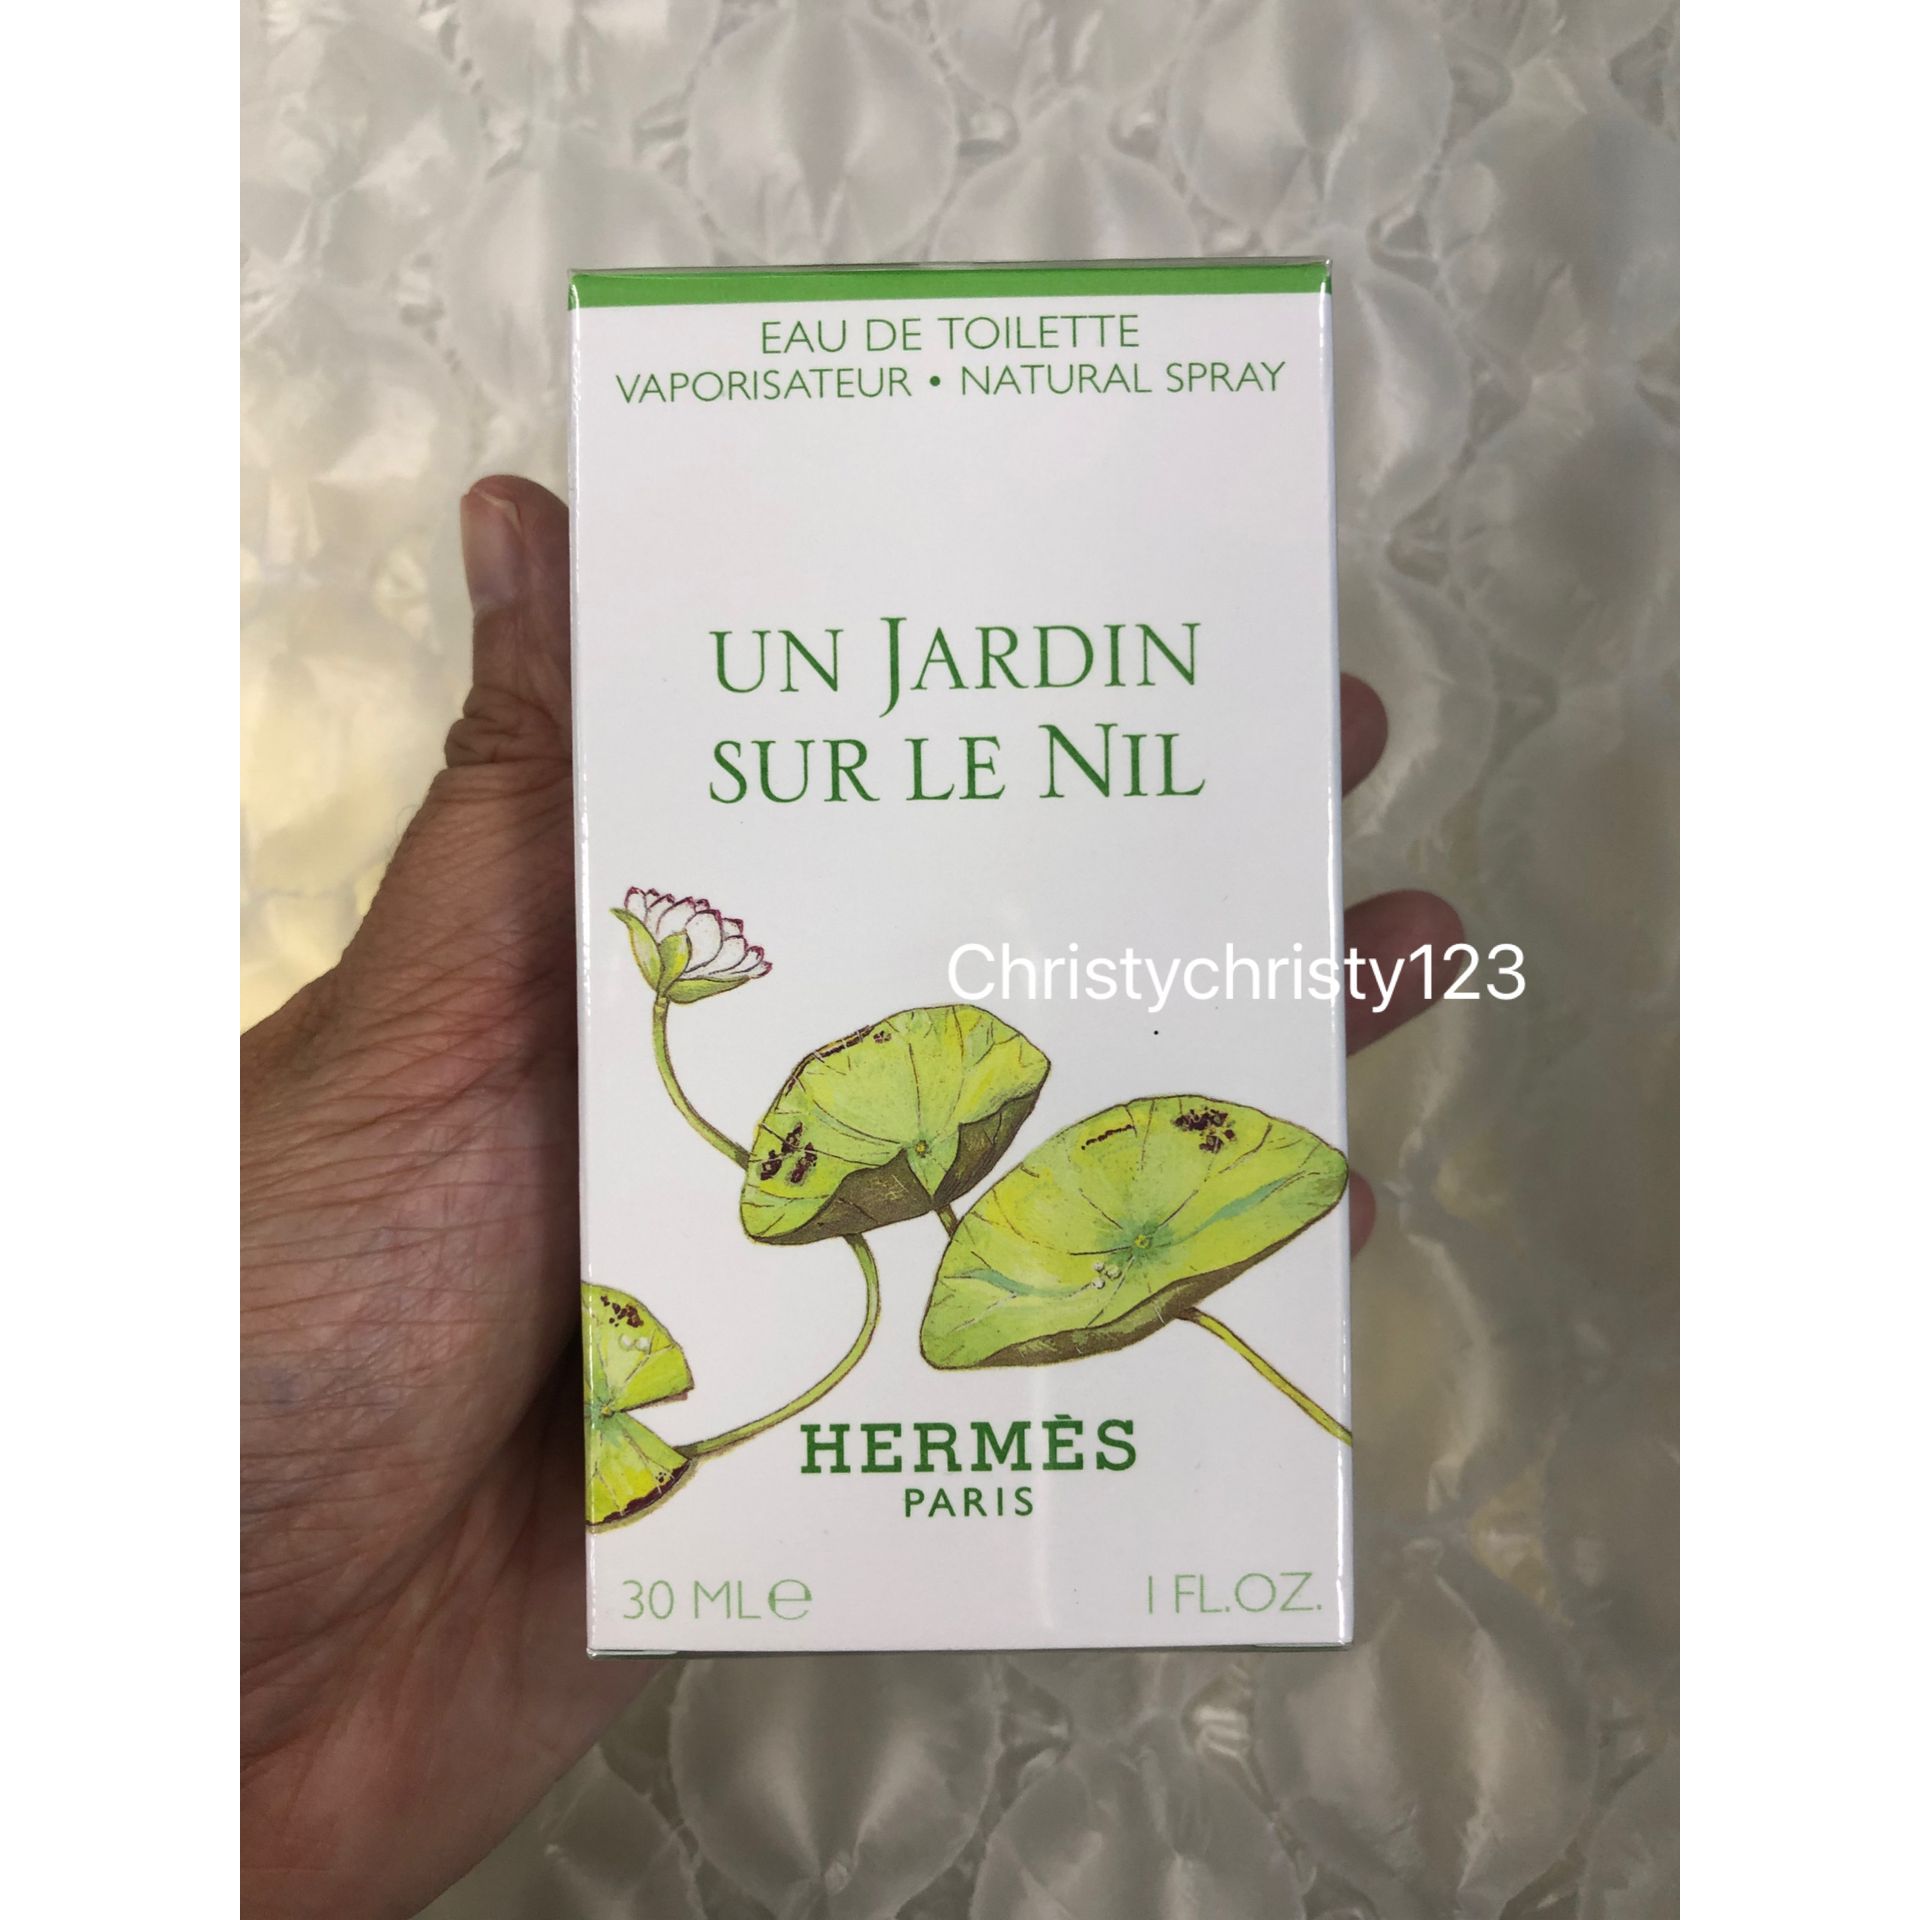 EAU DE TOILETTE
VAPORISATEUR • NATURAL SPRAY
UN JARDIN
SUR LE NIL
Christychristy123
HERMÈS
PARIS
30 ML℮
1 FL.OZ.